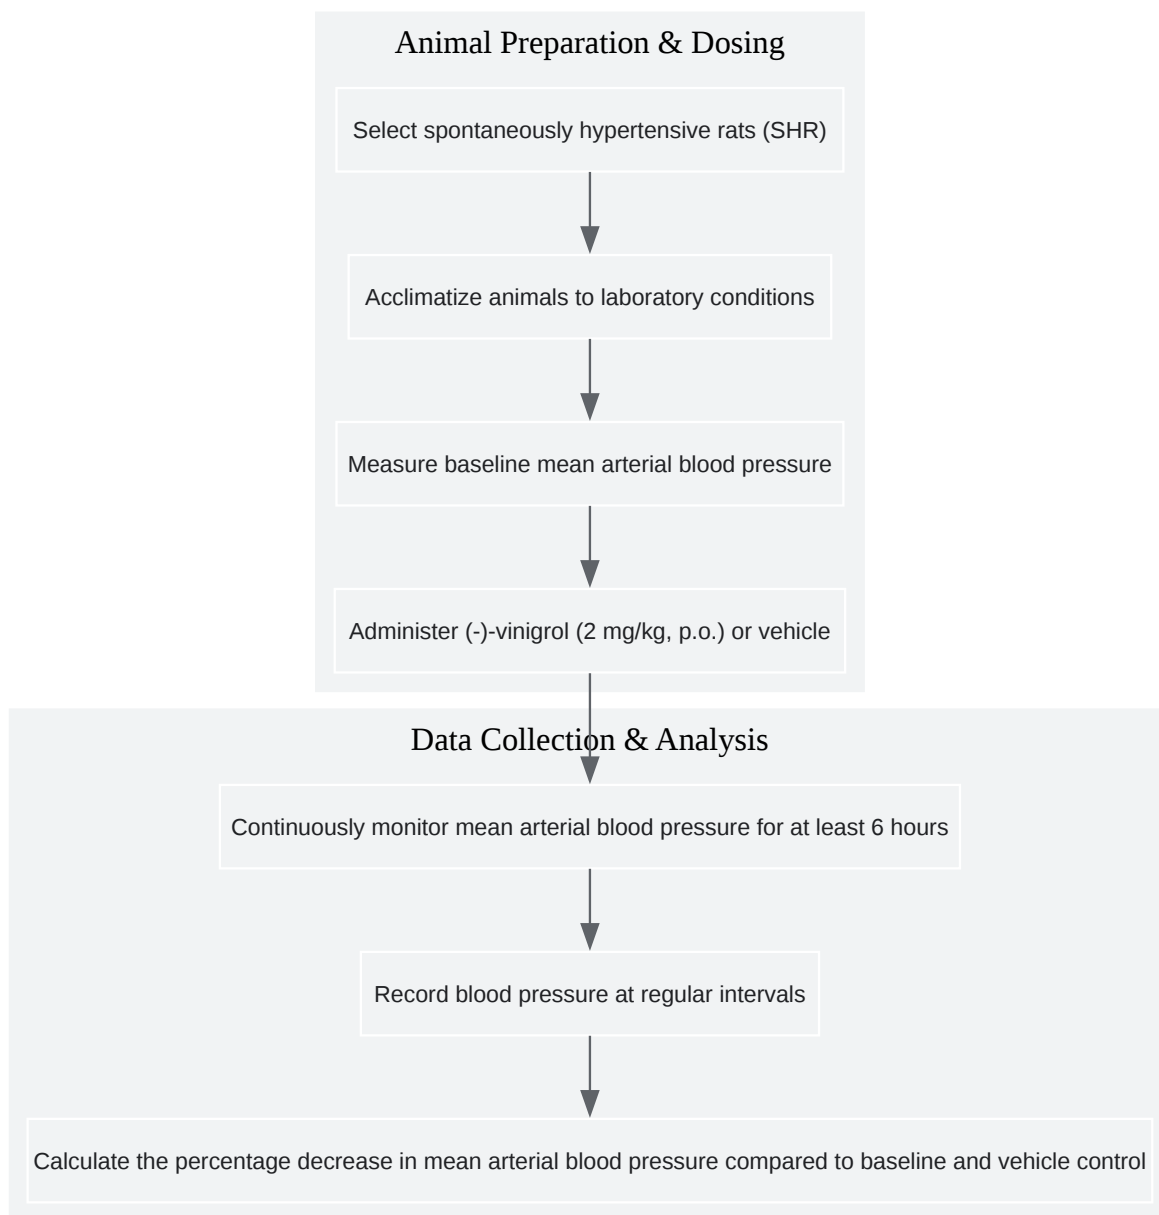 Animal Preparation & Dosing
Select spontaneously hypertensive rats (SHR)
Acclimatize animals to laboratory conditions
Measure baseline mean arterial blood pressure
Administer (-)-vinigrol (2 mg/kg, p.o.) or vehicle
Data Collection & Analysis
Continuously monitor mean arterial blood pressure for at least 6 hours
Record blood pressure at regular intervals
Calculate the percentage decrease in mean arterial blood pressure compared to baseline and vehicle control